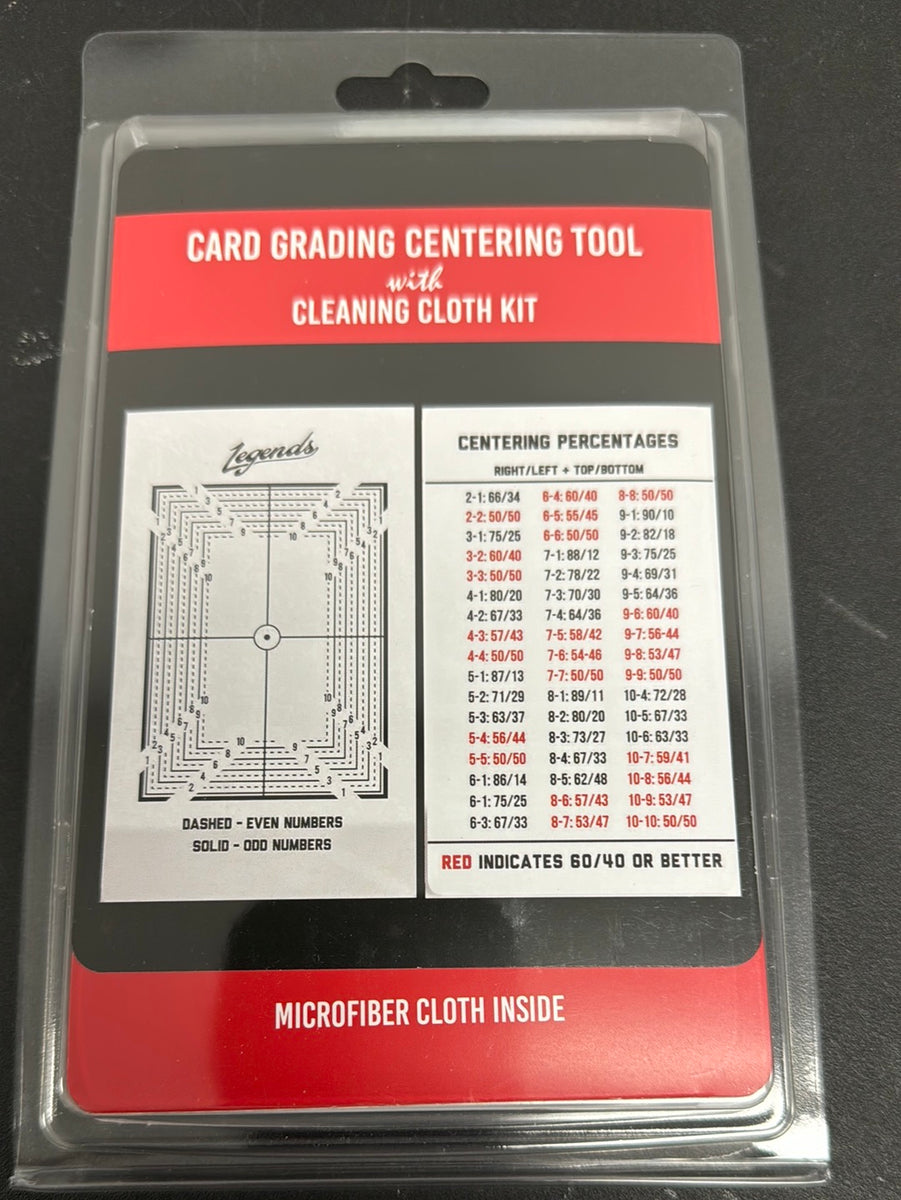 CARD GRADING CENTERING TOOL
with
CLEANING CLOTH KIT
Legends
1 2 3 4 5 6 7 8 9 10
DASHED - EVEN NUMBERS
SOLID - ODD NUMBERS
CENTERING PERCENTAGES
RIGHT/LEFT + TOP/BOTTOM
2-1: 66/34 6-4: 60/40 8-8: 50/50
2-2: 50/50 6-5: 55/45 9-1: 90/10
3-1: 75/25 6-6: 50/50 9-2: 82/18
3-2: 60/40 7-1: 88/12 9-3: 75/25
3-3: 50/50 7-2: 78/22 9-4: 69/31
4-1: 80/20 7-3: 70/30 9-5: 64/36
4-2: 67/33 7-4: 64/36 9-6: 60/40
4-3: 57/43 7-5: 58/42 9-7: 56-44
4-4: 50/50 7-6: 54-46 9-8: 53/47
5-1: 87/13 7-7: 50/50 9-9: 50/50
5-2: 71/29 8-1: 89/11 10-4: 72/28
5-3: 63/37 8-2: 80/20 10-5: 67/33
5-4: 56/44 8-3: 73/27 10-6: 63/33
5-5: 50/50 8-4: 67/33 10-7: 59/41
6-1: 86/14 8-5: 62/48 10-8: 56/44
6-1: 75/25 8-6: 57/43 10-9: 53/47
6-3: 67/33 8-7: 53/47 10-10: 50/50
RED INDICATES 60/40 OR BETTER
MICROFIBER CLOTH INSIDE